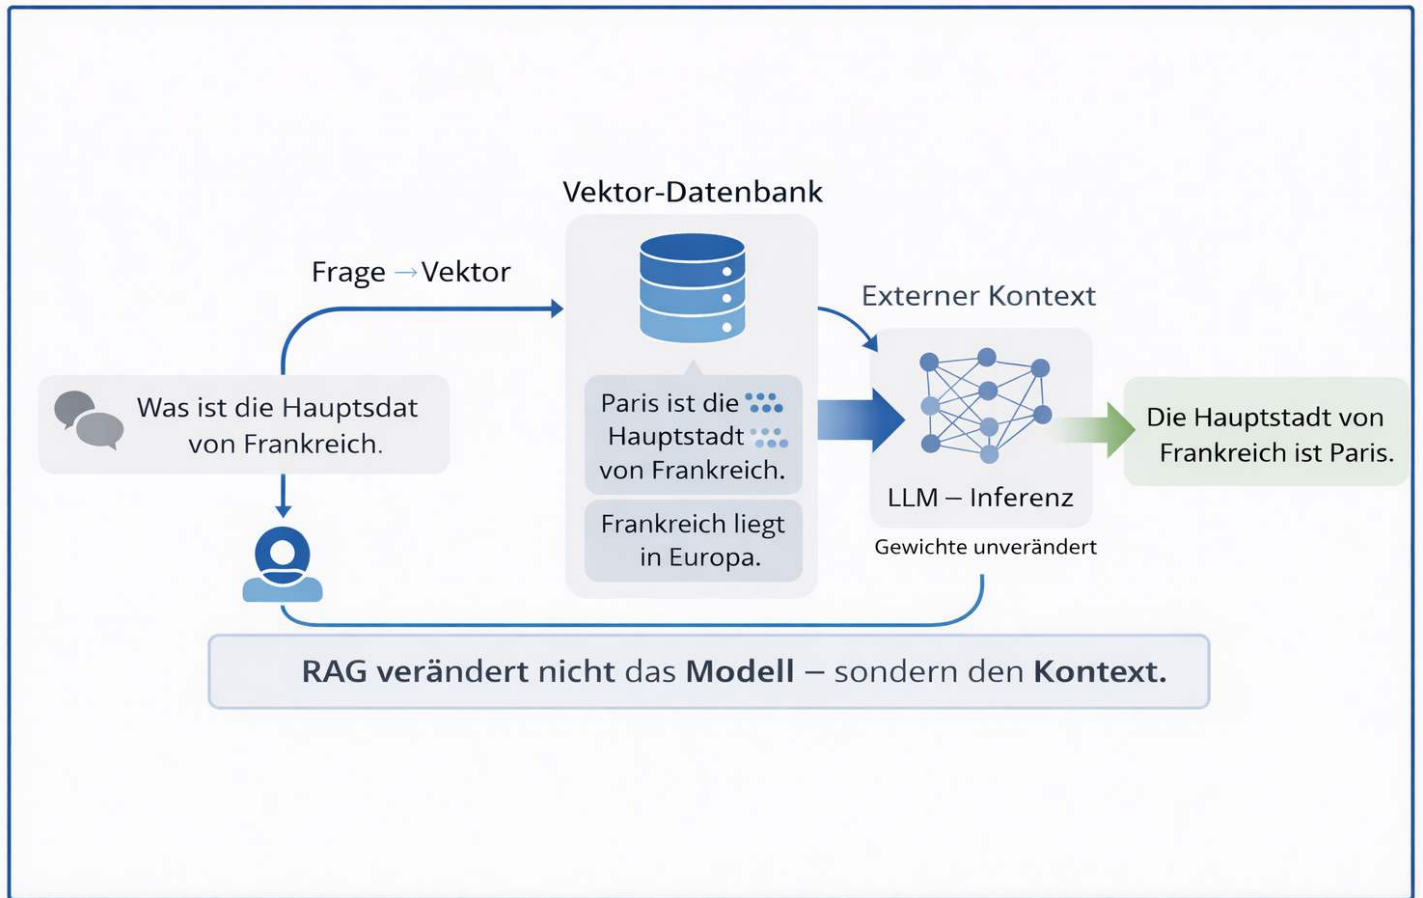 Vektor-Datenbank
Frage → Vektor
Externer Kontext
Was ist die Hauptsdat
von Frankreich.
Paris ist die
Hauptstadt
von Frankreich.
Frankreich liegt
in Europa.
LLM – Inferenz
Gewichte unverändert
Die Hauptstadt von
Frankreich ist Paris.
RAG verändert nicht das Modell – sondern den Kontext.